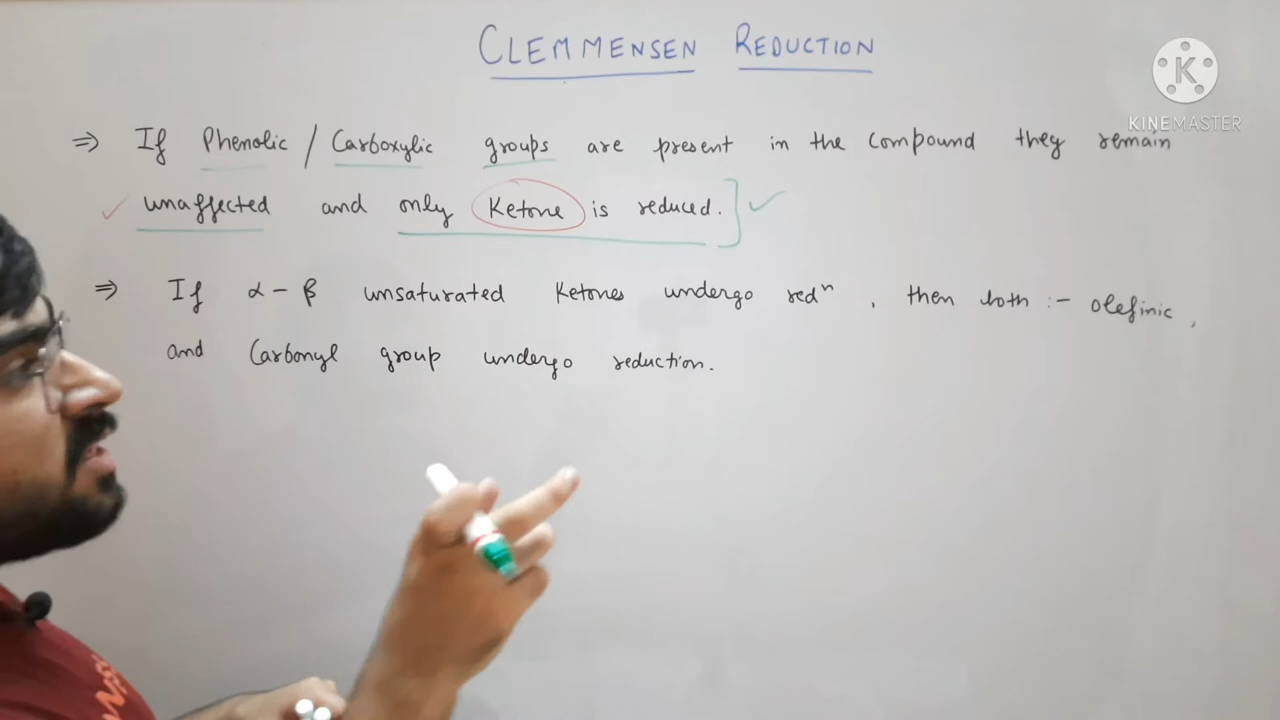 CLEMMENSEN REDUCTION
K
KINEMASTER
⇒ If Phenolic / Carboxylic groups are present in the compound they remain
unaffected and only Ketone is reduced.
⇒ If α-β unsaturated Ketones undergo redⁿ, then both :- olefinic,
and Carbonyl group undergo reduction.